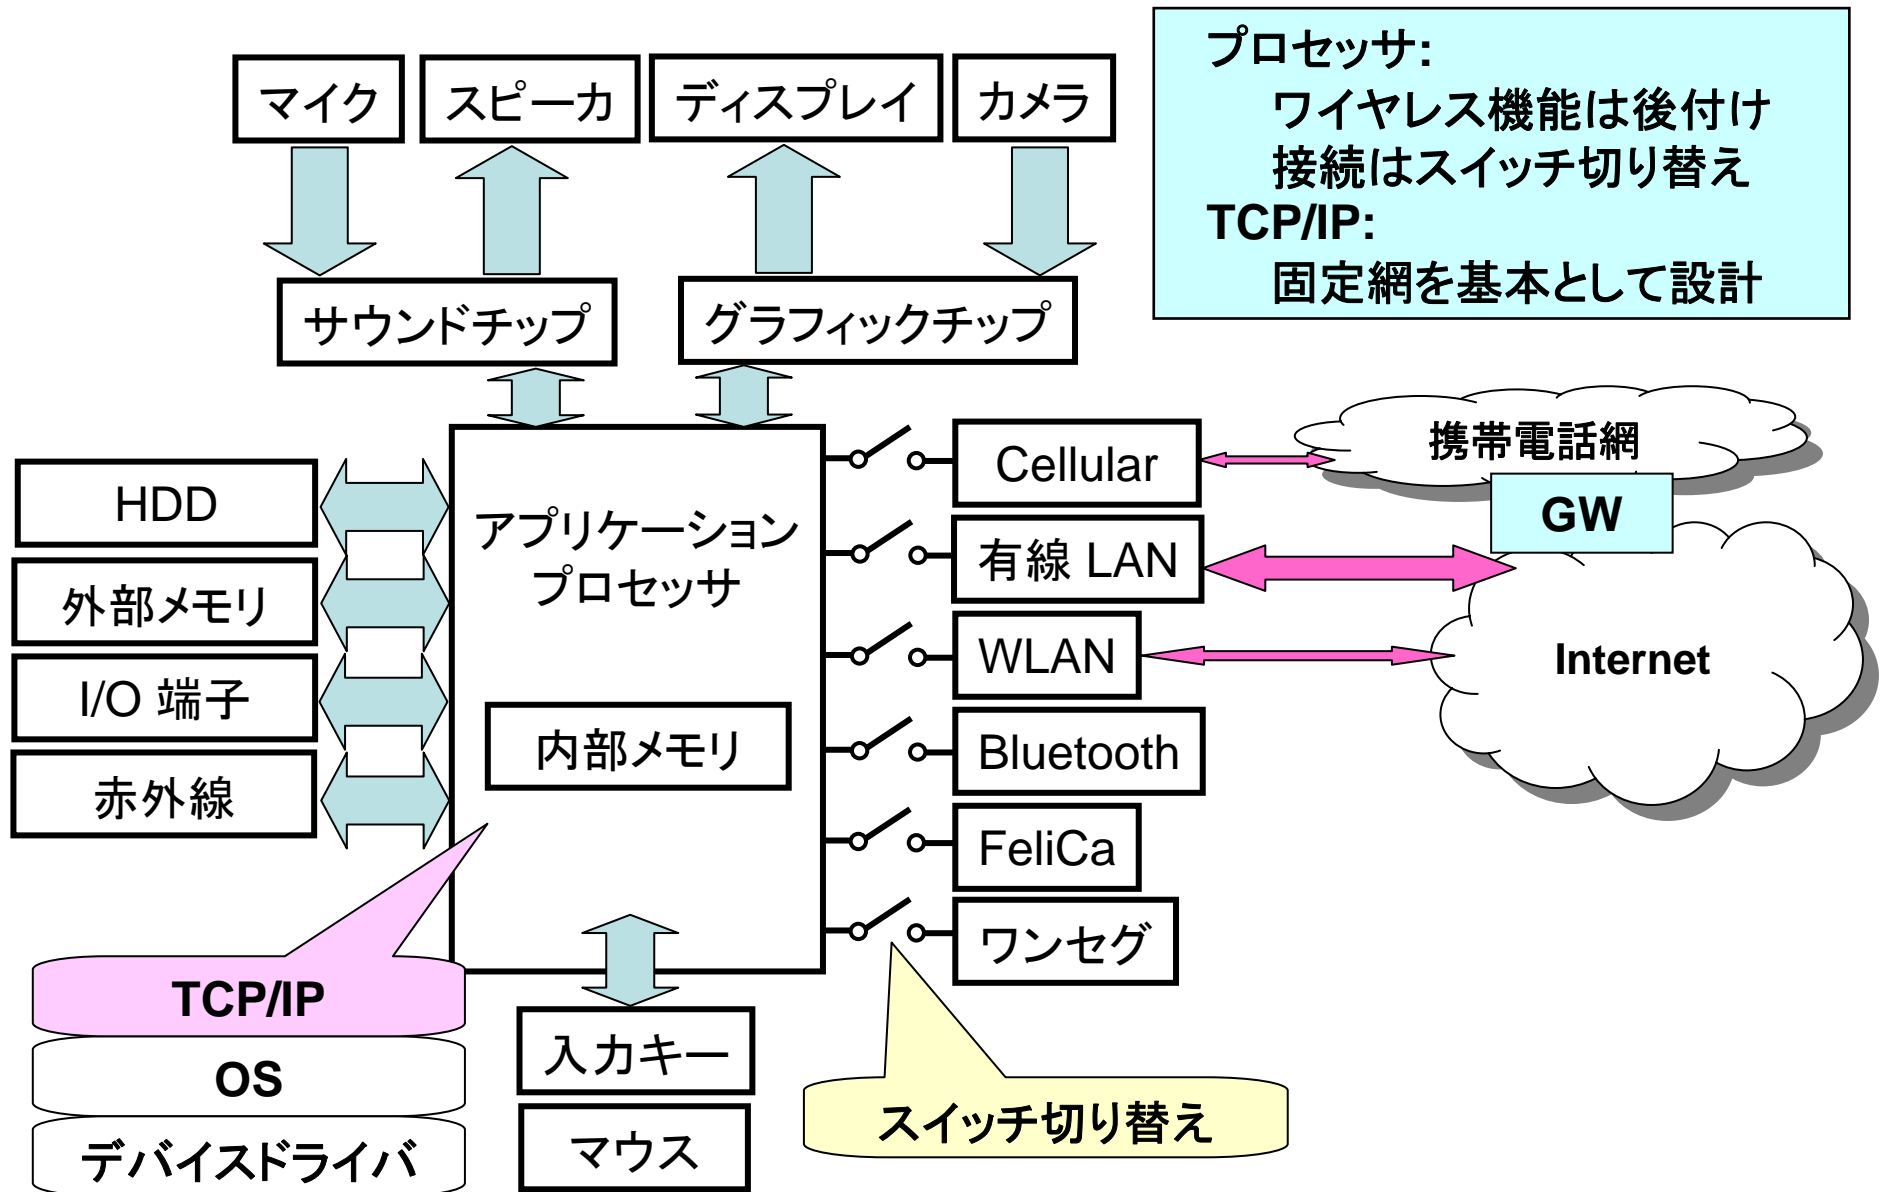 マイク
スピーカ
ディスプレイ
カメラ
プロセッサ:
ワイヤレス機能は後付け
接続はスイッチ切り替え
TCP/IP:
固定網を基本として設計
サウンドチップ
グラフィックチップ
HDD
外部メモリ
I/O 端子
赤外線
アプリケーション
プロセッサ
内部メモリ
Cellular
有線 LAN
WLAN
Bluetooth
FeliCa
ワンセグ
携帯電話網
GW
Internet
TCP/IP
OS
デバイスドライバ
入力キー
マウス
スイッチ切り替え